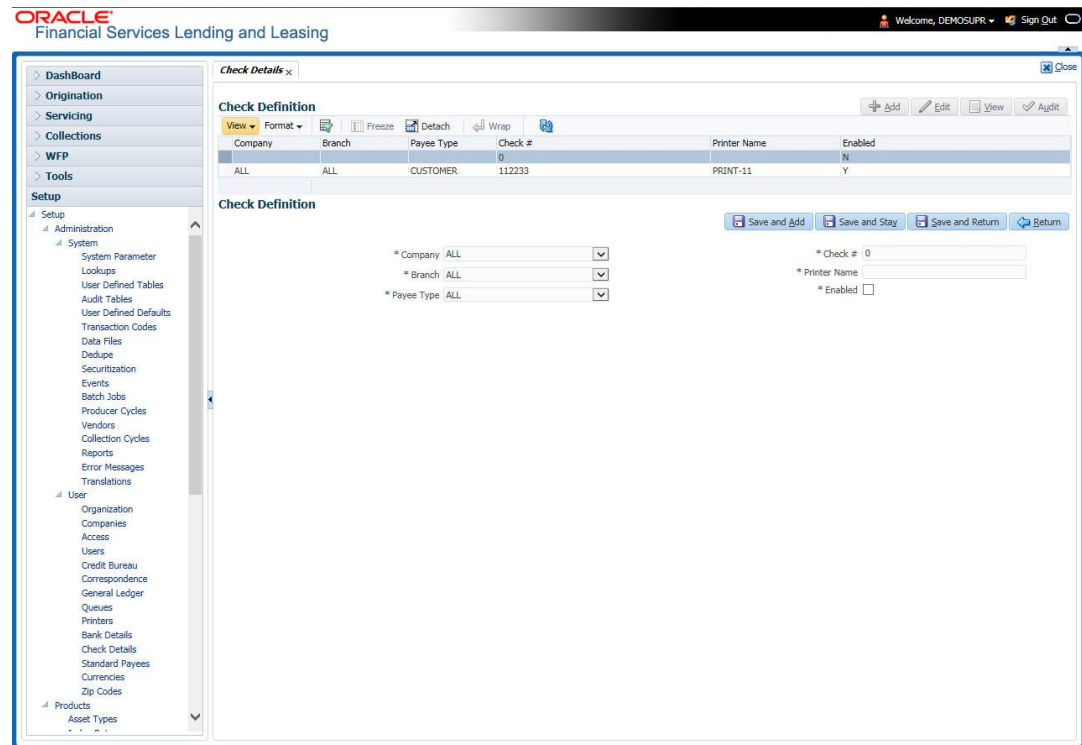 ORACLE
Financial Services Lending and Leasing
Welcome, DEMOSUPR
Sign Out
Close
DashBoard
Origination
Servicing
Collections
WFP
Tools
Setup
Setup
Administration
System
System Parameter
Lookups
User Defined Tables
Audit Tables
User Defined Defaults
Transaction Codes
Data Files
Dedupe
Securitization
Events
Batch Jobs
Producer Cycles
Vendors
Collection Cycles
Reports
Error Messages
Translations
User
Organization
Companies
Access
Users
Credit Bureau
Correspondence
General Ledger
Queues
Printers
Bank Details
Check Details
Standard Payees
Currencies
Zip Codes
Products
Asset Types
Check Details x
Check Definition
Add Edit View Audit
View Format Freeze Detach Wrap
Company Branch Payee Type Check # Printer Name Enabled
0 N
ALL ALL CUSTOMER 112233 PRINT-11 Y
Check Definition
Save and Add Save and Stay Save and Return Return
* Company ALL
* Branch ALL
* Payee Type ALL
* Check # 0
* Printer Name
* Enabled